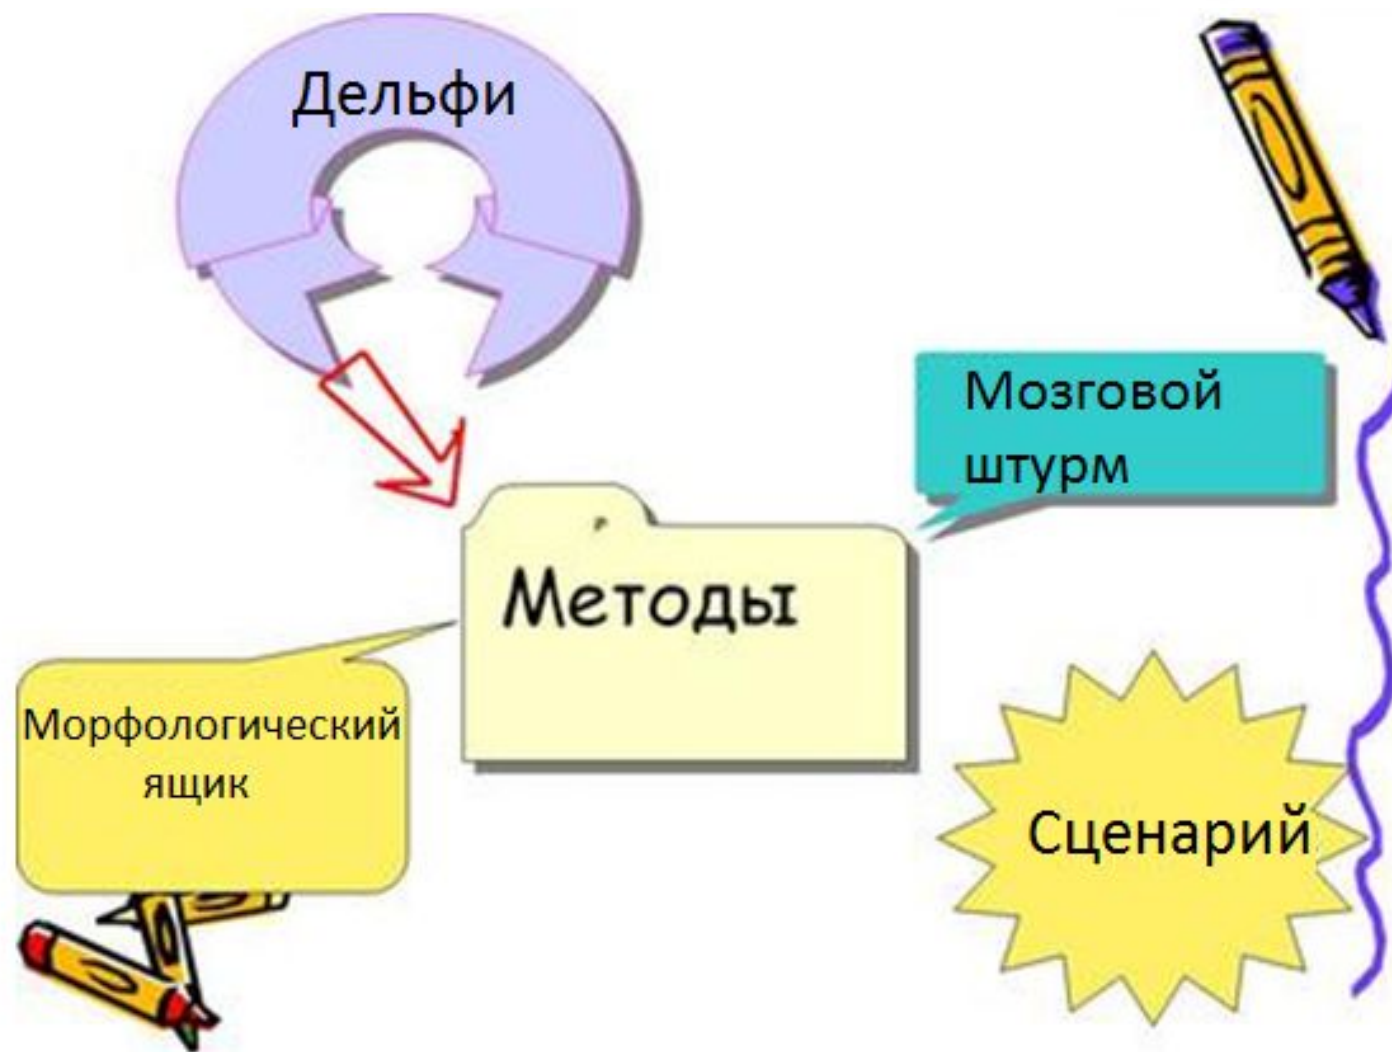 Дельфи
Мозговой
штурм
Методы
Морфологический
ящик
Сценарий